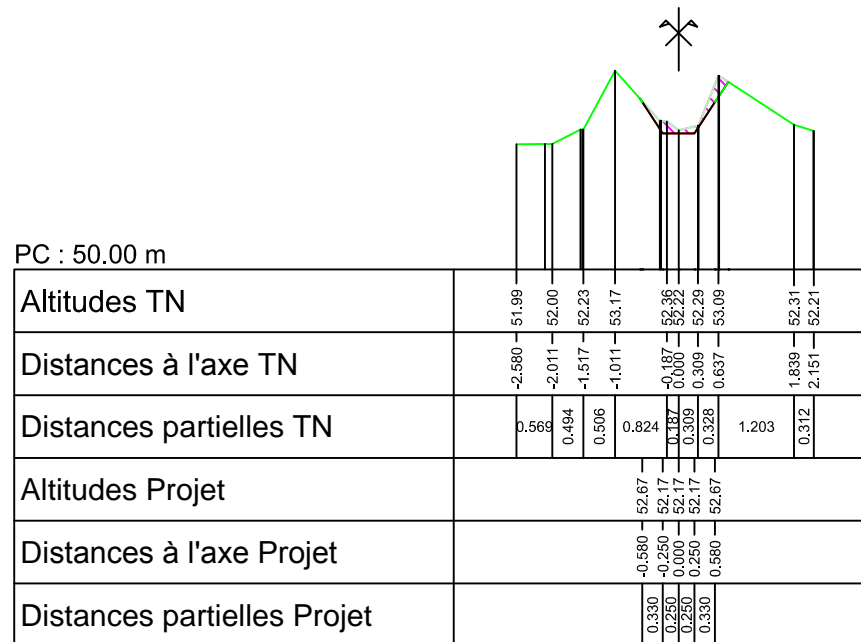 PC : 50.00 m
Altitudes TN
51.99 52.00 52.23 53.17 52.36 52.22 52.29 53.09 52.31 52.21
Distances à l'axe TN
-2.580 -2.011 -1.517 -1.011 -0.187 0.000 0.309 0.637 1.839 2.151
Distances partielles TN
0.569 0.494 0.506 0.824 0.187 0.309 0.328 1.203 0.312
Altitudes Projet
52.67 52.17 52.17 52.17 52.67
Distances à l'axe Projet
-0.580 -0.250 0.000 0.250 0.580
Distances partielles Projet
0.330 0.250 0.250 0.330